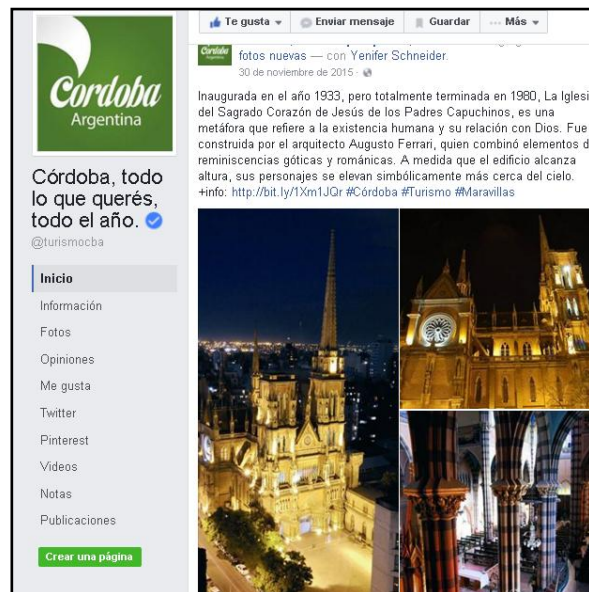 Te gusta
Enviar mensaje
Guardar
Más
Cordoba
Argentina
Córdoba, todo
lo que querés,
todo el año.
@turismocba
Inicio
Información
Fotos
Opiniones
Me gusta
Twitter
Pinterest
Videos
Notas
Publicaciones
Crear una página
Cordoba
fotos nuevas — con Yenifer Schneider.
30 de noviembre de 2015 ·
Inaugurada en el año 1933, pero totalmente terminada en 1980, La Iglesi
del Sagrado Corazón de Jesús de los Padres Capuchinos, es una
metáfora que refiere a la existencia humana y su relación con Dios. Fue
construida por el arquitecto Augusto Ferrari, quien combinó elementos d
reminiscencias góticas y románicas. A medida que el edificio alcanza
altura, sus personajes se elevan simbólicamente más cerca del cielo.
+info: http://bit.ly/1Xm1JQr #Córdoba #Turismo #Maravillas